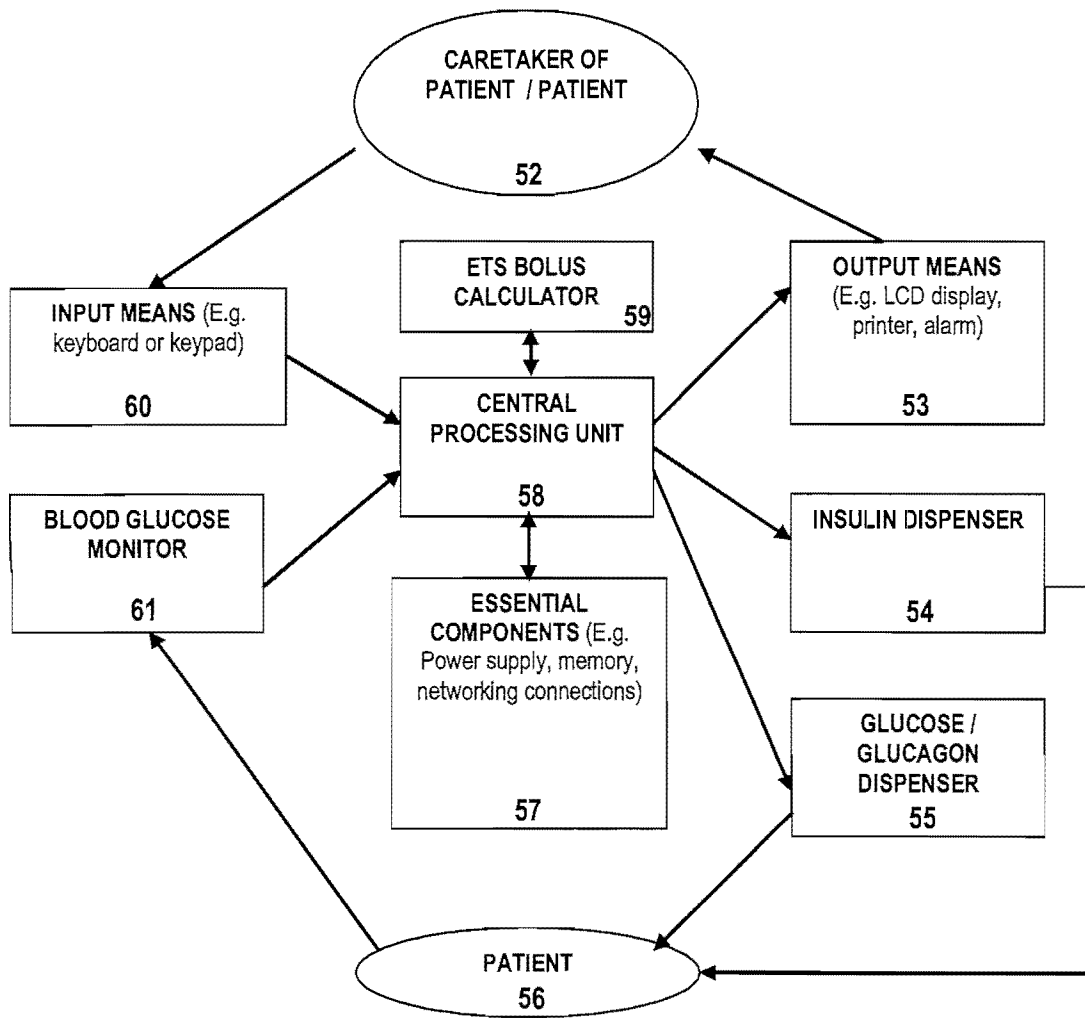 CARETAKER OF
PATIENT / PATIENT
52
ETS BOLUS
CALCULATOR
59
OUTPUT MEANS
(E.g. LCD display,
printer, alarm)
53
INPUT MEANS (E.g.
keyboard or keypad)
60
CENTRAL
PROCESSING UNIT
58
BLOOD GLUCOSE
MONITOR
61
INSULIN DISPENSER
54
ESSENTIAL
COMPONENTS (E.g.
Power supply, memory,
networking connections)
57
GLUCOSE /
GLUCAGON
DISPENSER
55
PATIENT
56